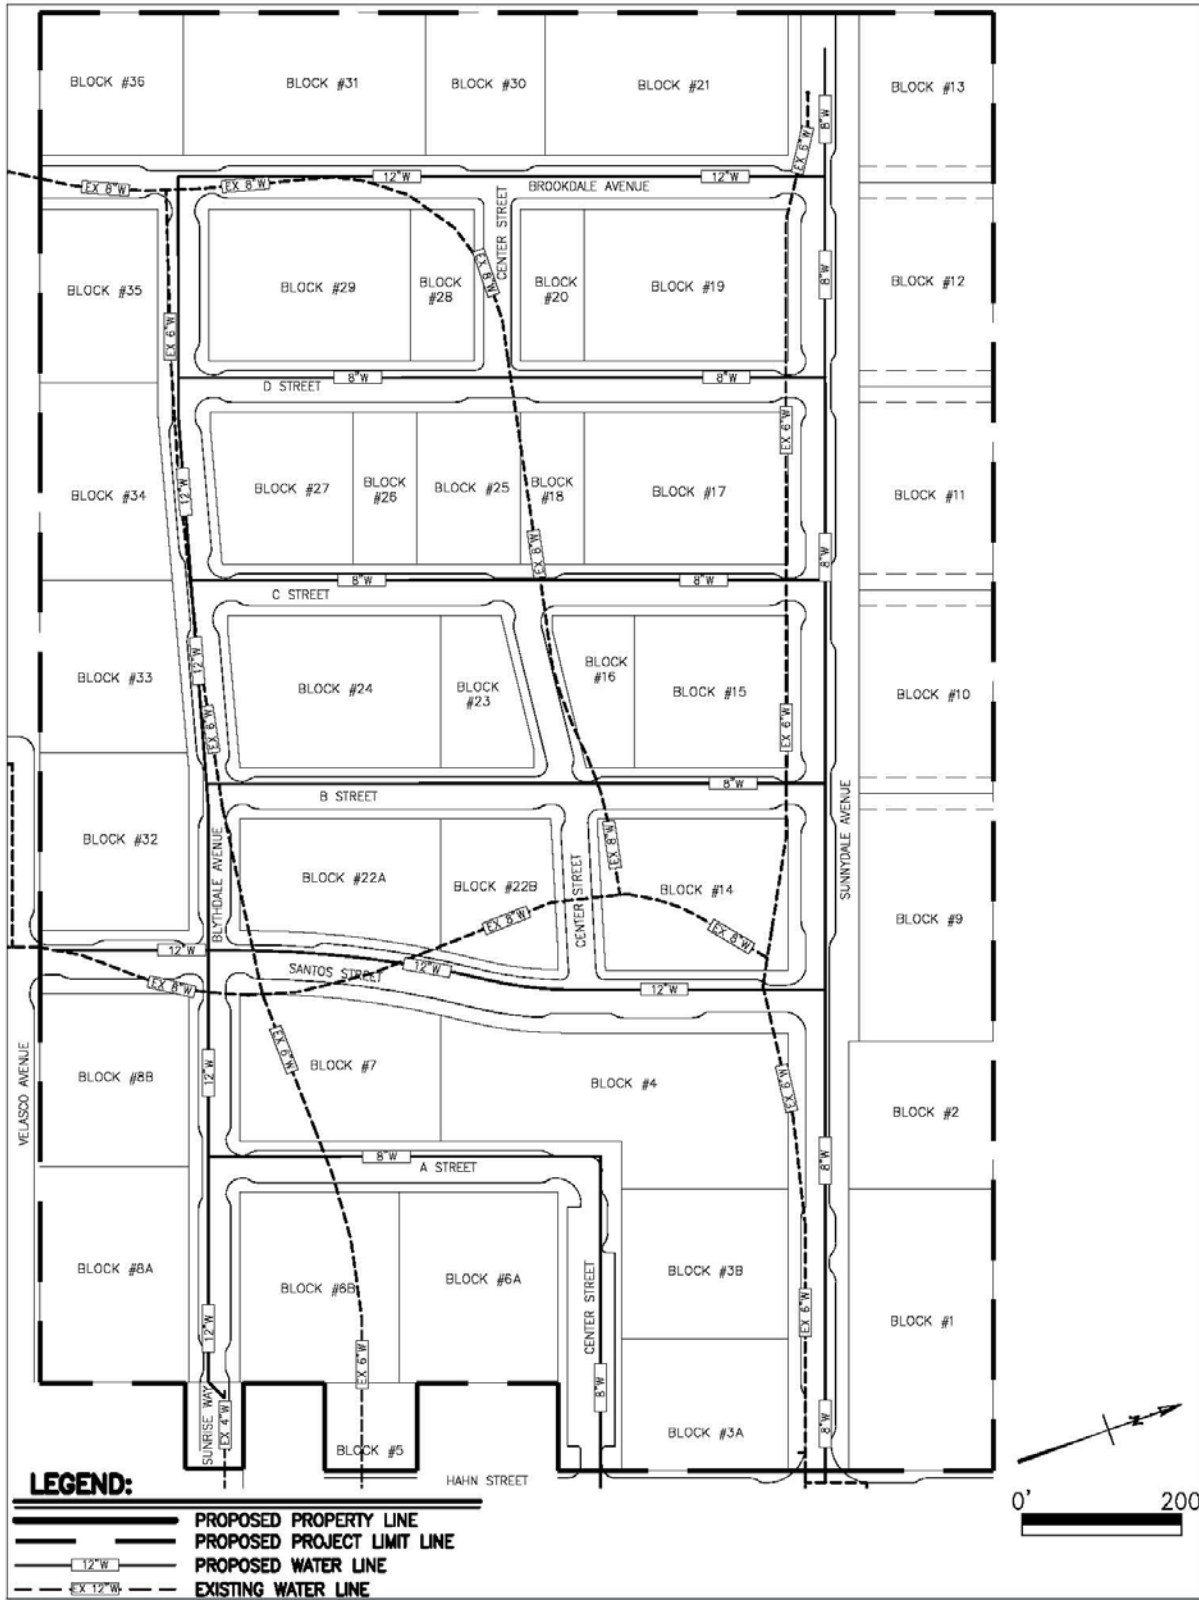 BLOCK #36
BLOCK #31
BLOCK #30
BLOCK #21
BLOCK #13
8"W
EX 6"W
EX 8"W
EX 8"W
12"W
12"W
BROOKDALE AVENUE
CENTER STREET
BLOCK #35
BLOCK #29
BLOCK
#28
EX 8"W
BLOCK
#20
BLOCK #19
8"W
BLOCK #12
EX 6"W
8"W
8"W
D STREET
EX 6"W
BLOCK #34
12"W
BLOCK #27
BLOCK
#26
BLOCK #25
BLOCK
#18
BLOCK #17
BLOCK #11
EX 8"W
8"W
8"W
8"W
C STREET
BLOCK #33
12"W
BLOCK #24
BLOCK
#23
BLOCK
#16
BLOCK #15
BLOCK #10
EX 6"W
EX 6"W
8"W
B STREET
BLOCK #32
BLYTHDALE AVENUE
BLOCK #22A
BLOCK #22B
EX 8"W
BLOCK #14
SUNNYDALE AVENUE
BLOCK #9
EX 8"W
CENTER STREET
EX 8"W
12"W
SANTOS STREET
12"W
12"W
EX 8"W
VELASCO AVENUE
BLOCK #8B
12"W
EX 6"W
BLOCK #7
BLOCK #4
EX 6"W
BLOCK #2
8"W
A STREET
8"W
BLOCK #8A
BLOCK #6B
BLOCK #6A
BLOCK #3B
BLOCK #1
12"W
CENTER STREET
EX 6"W
EX 6"W
8"W
SUNRISE WAY
EX 4"W
BLOCK #5
BLOCK #3A
8"W
HAHN STREET
N
0'
200
LEGEND:
PROPOSED PROPERTY LINE
PROPOSED PROJECT LIMIT LINE
12"W PROPOSED WATER LINE
EX 12"W EXISTING WATER LINE